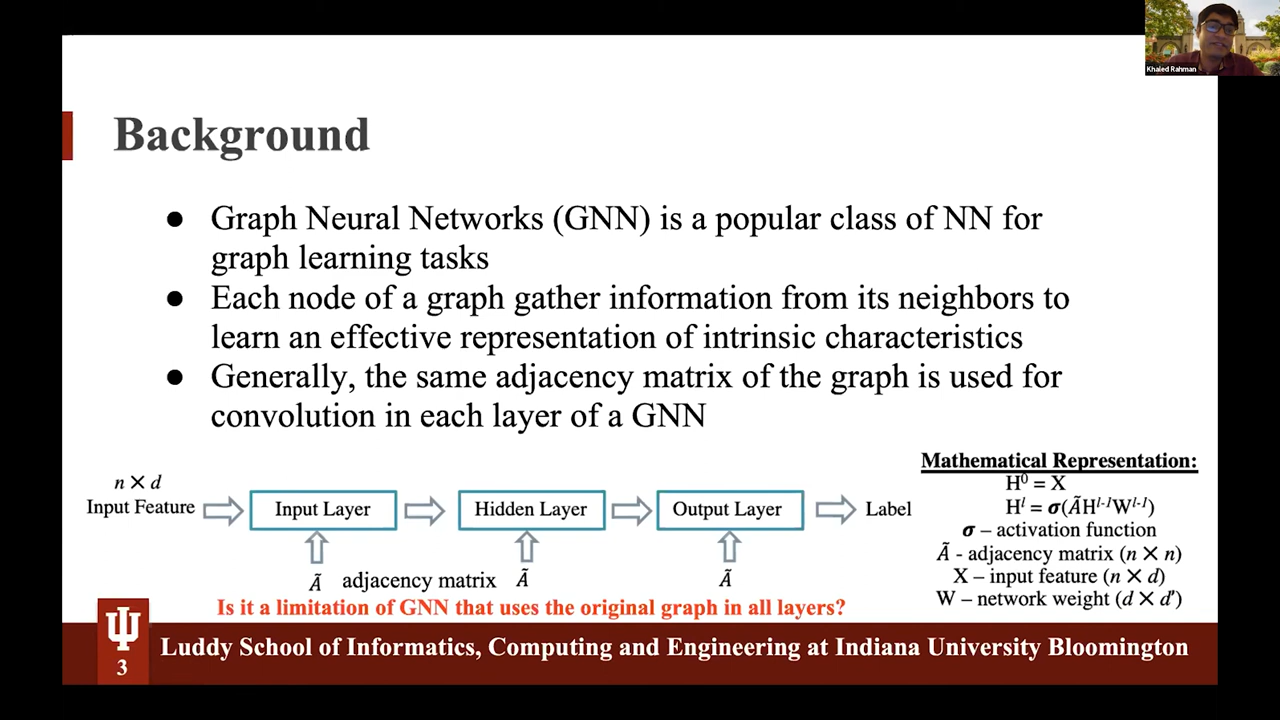 Khaled Rahman
Background
● Graph Neural Networks (GNN) is a popular class of NN for
graph learning tasks
● Each node of a graph gather information from its neighbors to
learn an effective representation of intrinsic characteristics
● Generally, the same adjacency matrix of the graph is used for
convolution in each layer of a GNN
n × d
Input Feature
Input Layer
Hidden Layer
Output Layer
Label
Ã adjacency matrix Ã
Ã
Is it a limitation of GNN that uses the original graph in all layers?
Mathematical Representation:
H⁰ = X
Hˡ = σ(ÃHˡ⁻¹Wˡ⁻¹)
σ – activation function
Ã - adjacency matrix (n × n)
X – input feature (n × d)
W – network weight (d × d′)
3
Luddy School of Informatics, Computing and Engineering at Indiana University Bloomington